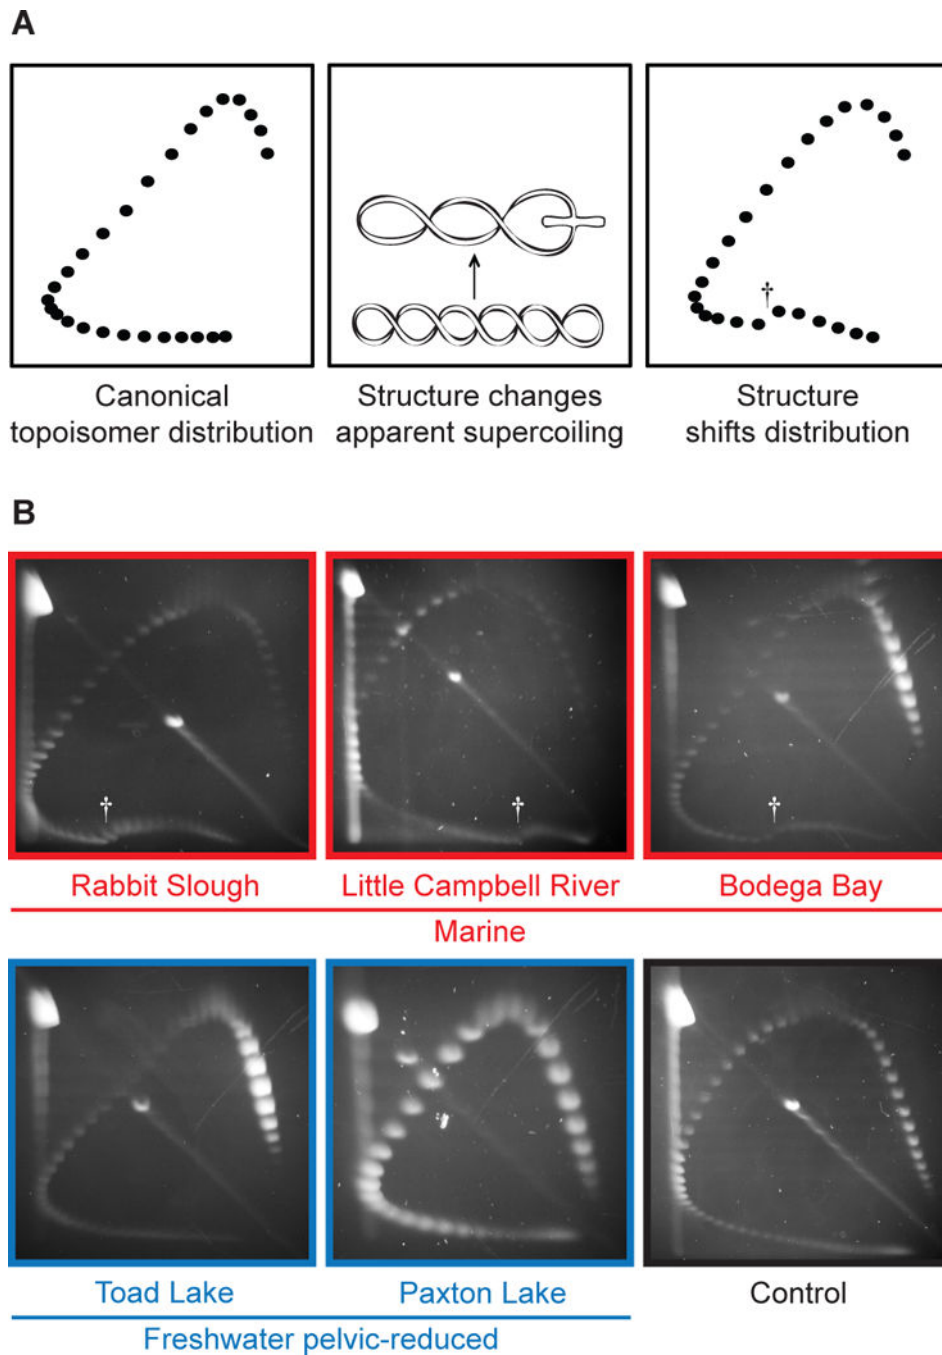 A
†
Canonical
topoisomer distribution
Structure changes
apparent supercoiling
Structure
shifts distribution
B
†
†
†
Rabbit Slough
Little Campbell River
Bodega Bay
Marine
Toad Lake
Paxton Lake
Control
Freshwater pelvic-reduced